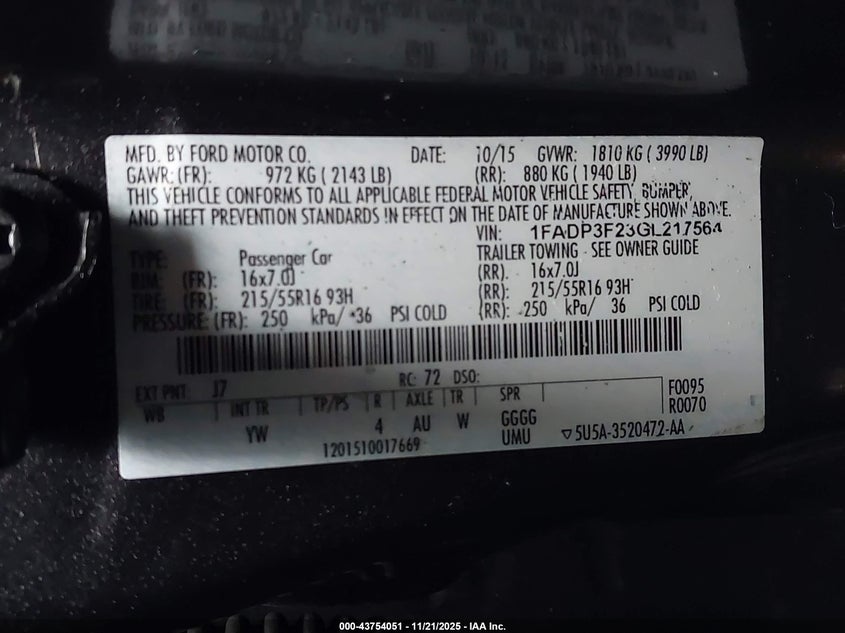 MFD. BY FORD MOTOR CO. DATE: 10/15 GVWR: 1810 KG ( 3990 LB)
GAWR: (FR): 972 KG ( 2143 LB) (RR): 880 KG ( 1940 LB)
THIS VEHICLE CONFORMS TO ALL APPLICABLE FEDERAL MOTOR VEHICLE SAFETY, BUMPER,
AND THEFT PREVENTION STANDARDS IN EFFECT ON THE DATE OF MANUFACTURE SHOWN ABOVE.
VIN: 1FADP3F23GL217564
TYPE: Passenger Car TRAILER TOWING - SEE OWNER GUIDE
RIM: (FR): 16x7.0J (RR). 16x7.0J
TIRE: (FR): 215/55R16 93H (RR): 215/55R16 93H
PRESSURE: (FR): 250 kPa/ 36 PSI COLD (RR): 250 kPa/ 36 PSI COLD
EXT PNT: J7 RC: 72 DSO:
WB INT TR TP/PS R AXLE TR SPR F0095
R0070
YW 4 AU W GGGG
UMU
1201510017669 ▽5U5A-3520472-AA
000-43754051 - 11/21/2025 - IAA Inc.